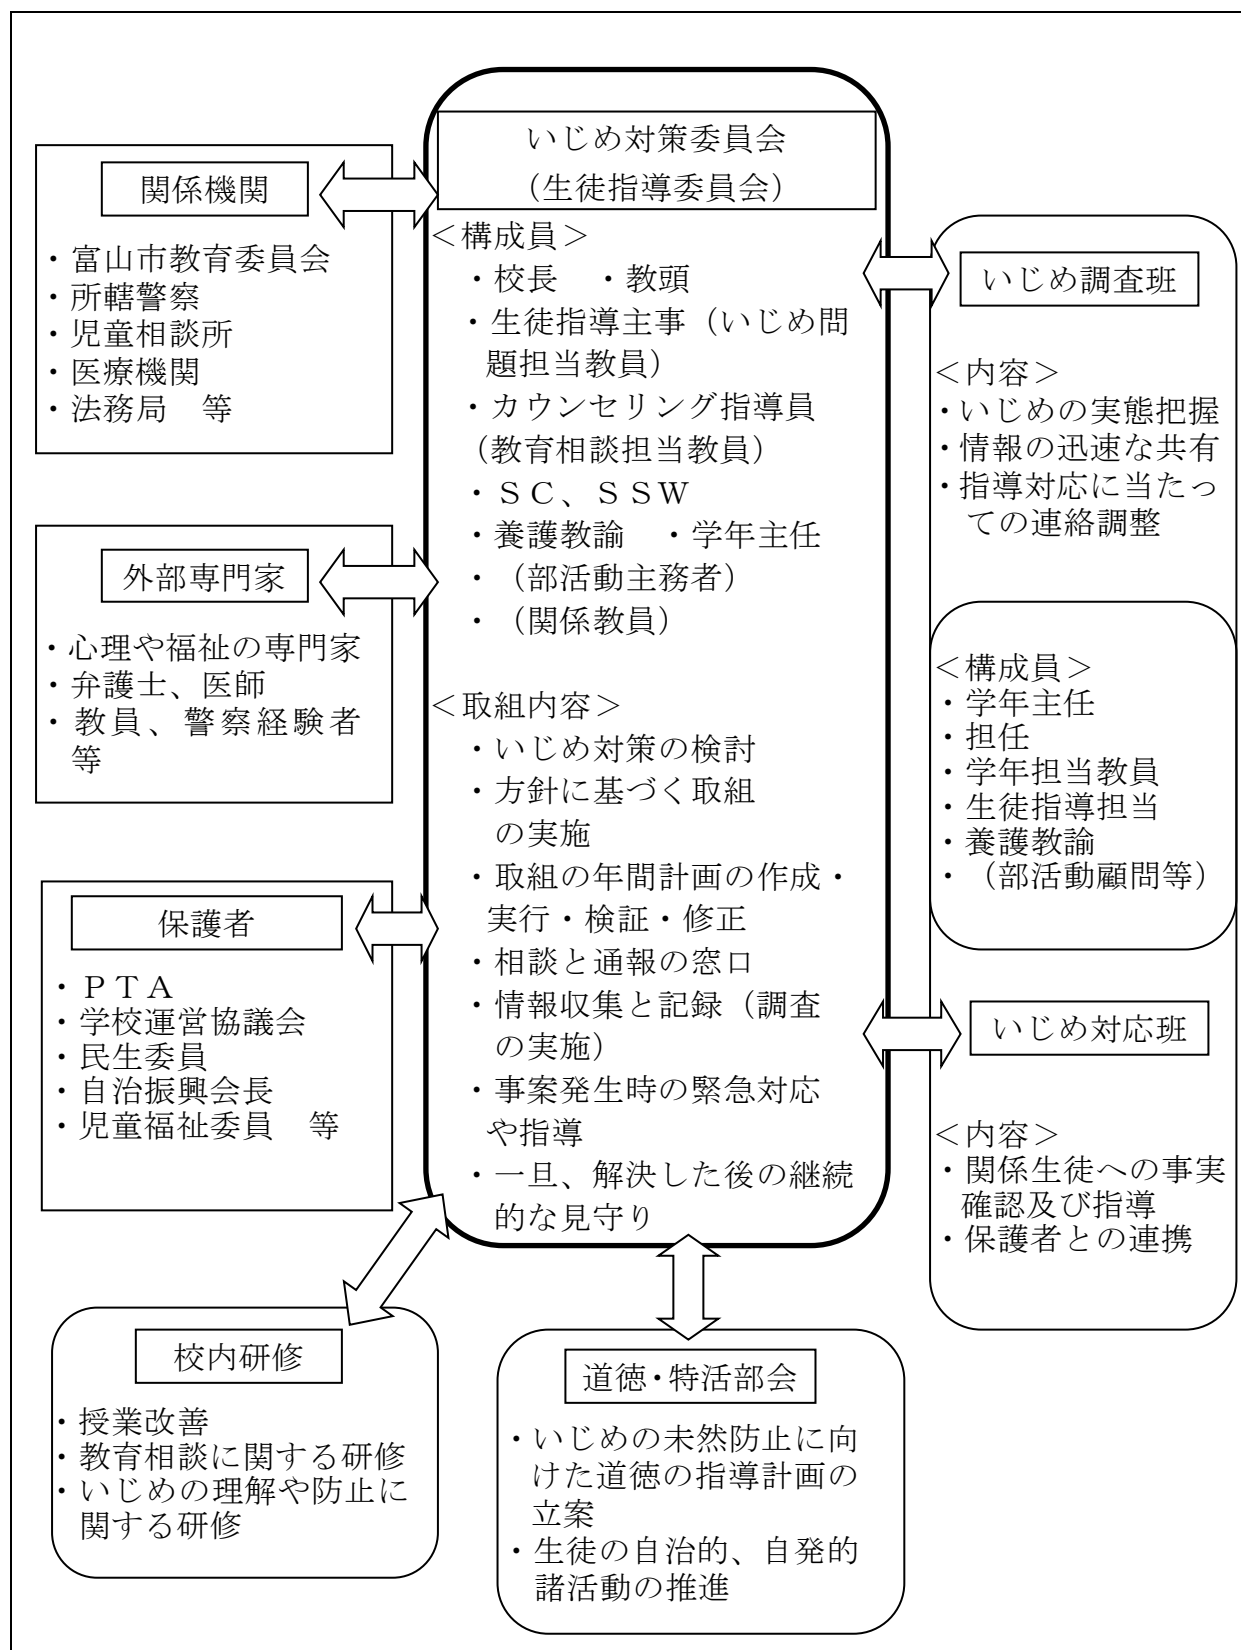 いじめ対策委員会
（生徒指導委員会）
＜構成員＞
・校長　・教頭
・生徒指導主事（いじめ問
題担当教員）
・カウンセリング指導員
（教育相談担当教員）
・ＳＣ、ＳＳＷ
・養護教諭　・学年主任
・（部活動主務者）
・（関係教員）
＜取組内容＞
・いじめ対策の検討
・方針に基づく取組
の実施
・取組の年間計画の作成・
実行・検証・修正
・相談と通報の窓口
・情報収集と記録（調査
の実施）
・事案発生時の緊急対応
や指導
・一旦、解決した後の継続
的な見守り
関係機関
・富山市教育委員会
・所轄警察
・児童相談所
・医療機関
・法務局　等
外部専門家
・心理や福祉の専門家
・弁護士、医師
・教員、警察経験者
等
保護者
・ＰＴＡ
・学校運営協議会
・民生委員
・自治振興会長
・児童福祉委員　等
いじめ調査班
＜内容＞
・いじめの実態把握
・情報の迅速な共有
・指導対応に当たっ
ての連絡調整
＜構成員＞
・学年主任
・担任
・学年担当教員
・生徒指導担当
・養護教諭
・（部活動顧問等）
いじめ対応班
＜内容＞
・関係生徒への事実
確認及び指導
・保護者との連携
校内研修
・授業改善
・教育相談に関する研修
・いじめの理解や防止に
関する研修
道徳・特活部会
・いじめの未然防止に向
けた道徳の指導計画の
立案
・生徒の自治的、自発的
諸活動の推進